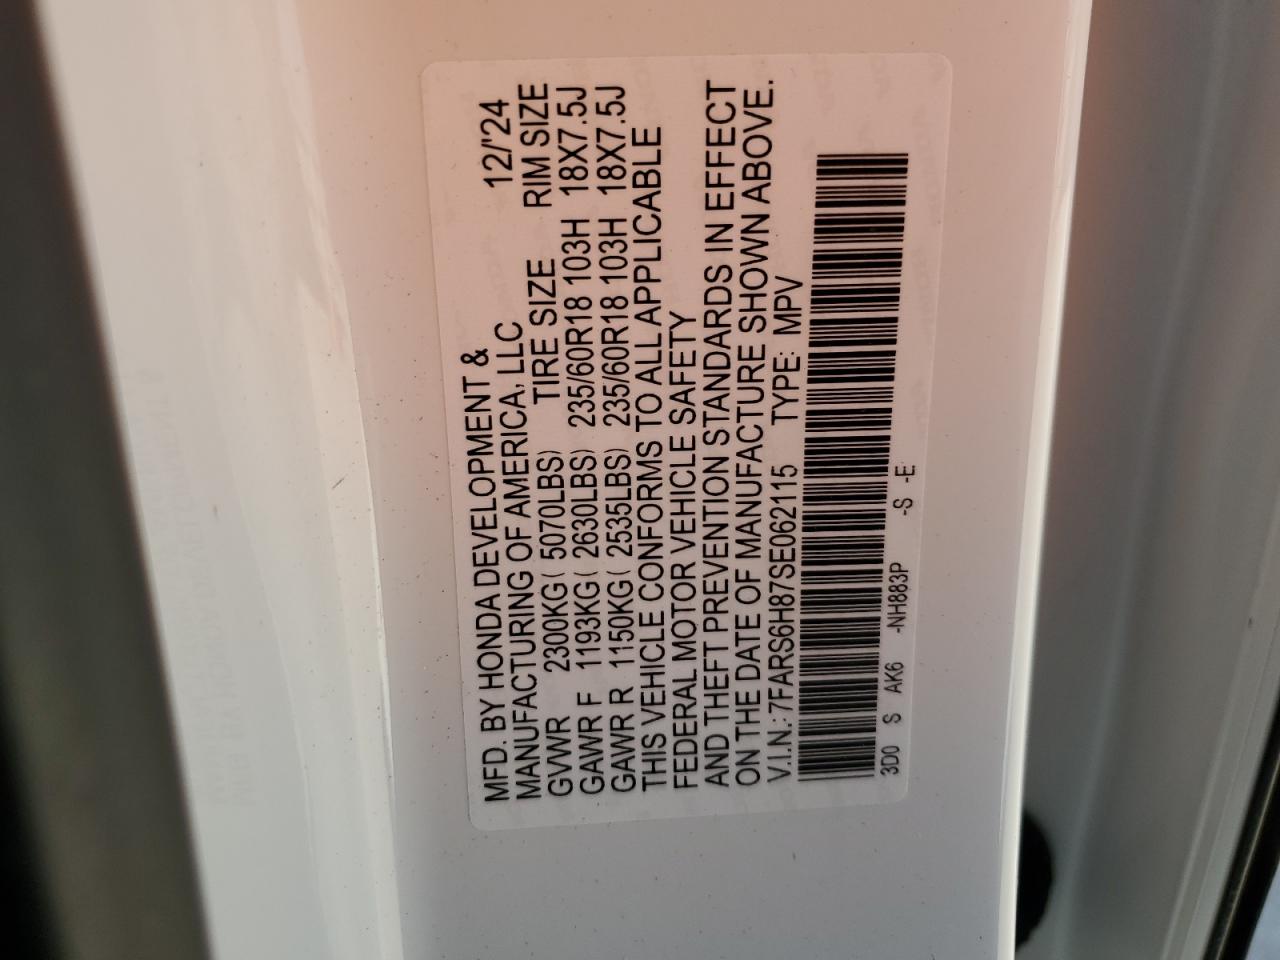 MFD. BY HONDA DEVELOPMENT &
MANUFACTURING OF AMERICA, LLC 12/'24
GVWR 2300KG ( 5070LBS) TIRE SIZE RIM SIZE
GAWR F 1193KG ( 2630LBS) 235/60R18 103H 18X7.5J
GAWR R 1150KG ( 2535LBS) 235/60R18 103H 18X7.5J
THIS VEHICLE CONFORMS TO ALL APPLICABLE
FEDERAL MOTOR VEHICLE SAFETY
AND THEFT PREVENTION STANDARDS IN EFFECT
ON THE DATE OF MANUFACTURE SHOWN ABOVE.
V.I.N.: 7FARS6H87SE062115 TYPE: MPV
3D0 S AK6 -NH883P -S -E